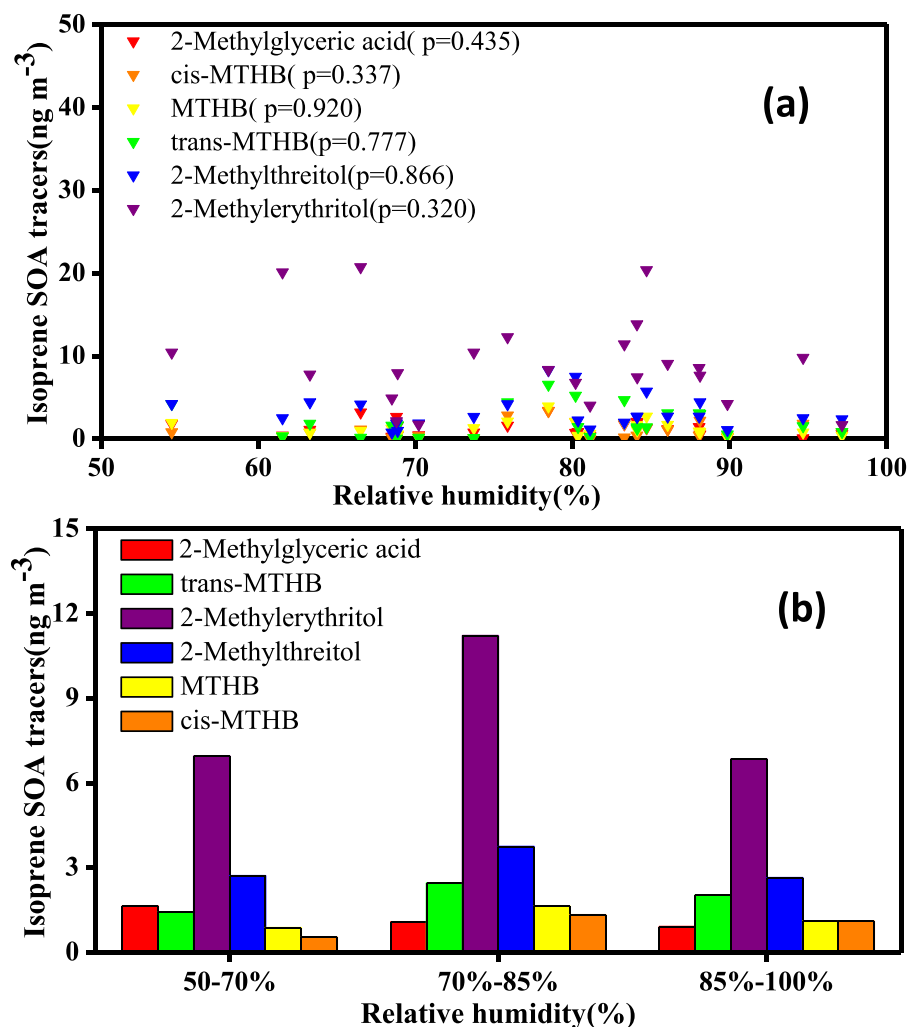 50
40
30
20
10
0
Isoprene SOA tracers(ng m-3)
2-Methylglyceric acid( p=0.435)
cis-MTHB( p=0.337)
MTHB( p=0.920)
trans-MTHB(p=0.777)
2-Methylthreitol(p=0.866)
2-Methylerythritol(p=0.320)
(a)
50 60 70 80 90 100
Relative humidity(%)
15
12
9
6
3
0
Isoprene SOA tracers(ng m-3)
2-Methylglyceric acid
trans-MTHB
2-Methylerythritol
2-Methylthreitol
MTHB
cis-MTHB
(b)
50-70% 70%-85% 85%-100%
Relative humidity(%)